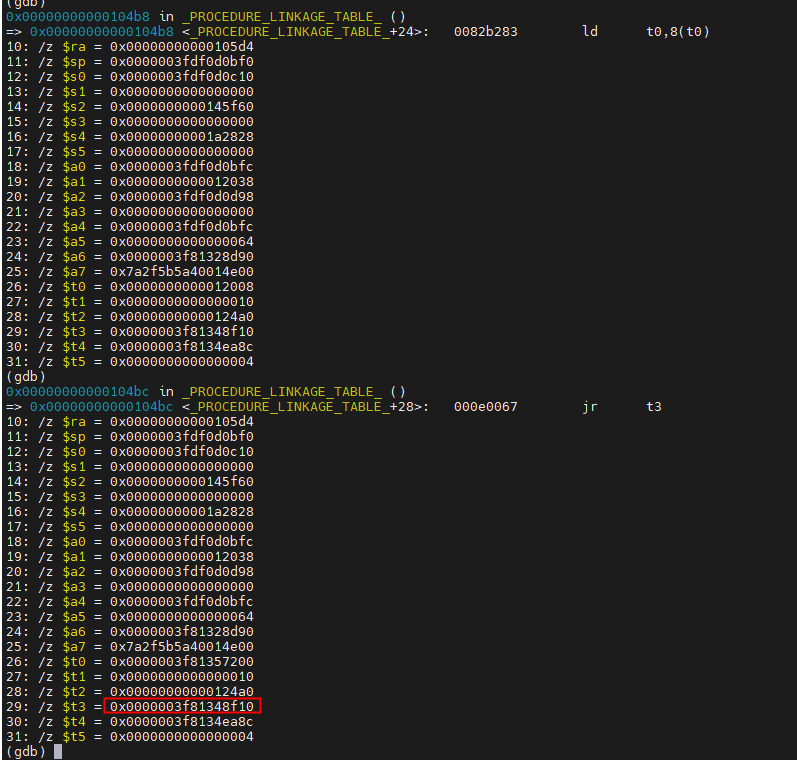 (gdb)
0x00000000000104b8 in _PROCEDURE_LINKAGE_TABLE_ ()
=> 0x00000000000104b8 <_PROCEDURE_LINKAGE_TABLE_+24>: 0082b283 ld t0,8(t0)
10: /z $ra = 0x00000000000105d4
11: /z $sp = 0x0000003fdf0d0bf0
12: /z $s0 = 0x0000003fdf0d0c10
13: /z $s1 = 0x0000000000000000
14: /z $s2 = 0x0000000000145f60
15: /z $s3 = 0x0000000000000000
16: /z $s4 = 0x00000000001a2828
17: /z $s5 = 0x0000000000000000
18: /z $a0 = 0x0000003fdf0d0bfc
19: /z $a1 = 0x0000000000012038
20: /z $a2 = 0x0000003fdf0d0d98
21: /z $a3 = 0x0000000000000000
22: /z $a4 = 0x0000003fdf0d0bfc
23: /z $a5 = 0x0000000000000064
24: /z $a6 = 0x0000003f81328d90
25: /z $a7 = 0x7a2f5b5a40014e00
26: /z $t0 = 0x0000000000012008
27: /z $t1 = 0x0000000000000010
28: /z $t2 = 0x00000000000124a0
29: /z $t3 = 0x0000003f81348f10
30: /z $t4 = 0x0000003f8134ea8c
31: /z $t5 = 0x0000000000000004
(gdb)
0x00000000000104bc in _PROCEDURE_LINKAGE_TABLE_ ()
=> 0x00000000000104bc <_PROCEDURE_LINKAGE_TABLE_+28>: 000e0067 jr t3
10: /z $ra = 0x00000000000105d4
11: /z $sp = 0x0000003fdf0d0bf0
12: /z $s0 = 0x0000003fdf0d0c10
13: /z $s1 = 0x0000000000000000
14: /z $s2 = 0x0000000000145f60
15: /z $s3 = 0x0000000000000000
16: /z $s4 = 0x00000000001a2828
17: /z $s5 = 0x0000000000000000
18: /z $a0 = 0x0000003fdf0d0bfc
19: /z $a1 = 0x0000000000012038
20: /z $a2 = 0x0000003fdf0d0d98
21: /z $a3 = 0x0000000000000000
22: /z $a4 = 0x0000003fdf0d0bfc
23: /z $a5 = 0x0000000000000064
24: /z $a6 = 0x0000003f81328d90
25: /z $a7 = 0x7a2f5b5a40014e00
26: /z $t0 = 0x0000003f81357200
27: /z $t1 = 0x0000000000000010
28: /z $t2 = 0x00000000000124a0
29: /z $t3 = 0x0000003f81348f10
30: /z $t4 = 0x0000003f8134ea8c
31: /z $t5 = 0x0000000000000004
(gdb)